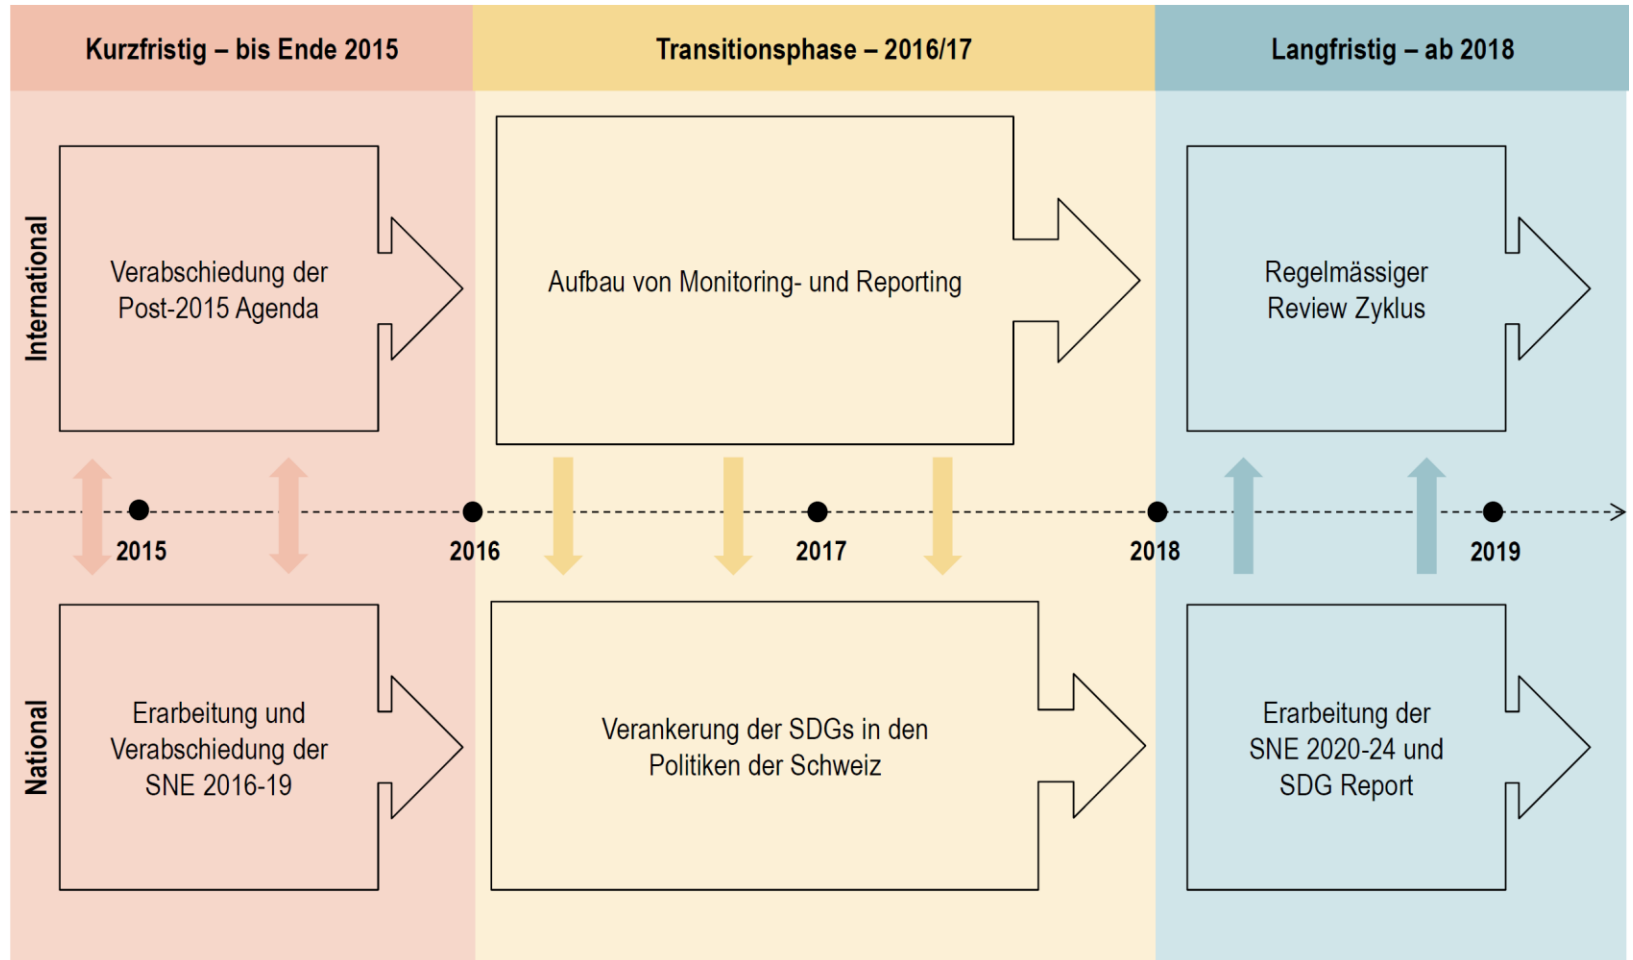 Kurzfristig – bis Ende 2015
Transitionsphase – 2016/17
Langfristig – ab 2018
International
Verabschiedung der
Post-2015 Agenda
Aufbau von Monitoring- und Reporting
Regelmässiger
Review Zyklus
2015
2016
2017
2018
2019
National
Erarbeitung und
Verabschiedung der
SNE 2016-19
Verankerung der SDGs in den
Politiken der Schweiz
Erarbeitung der
SNE 2020-24 und
SDG Report